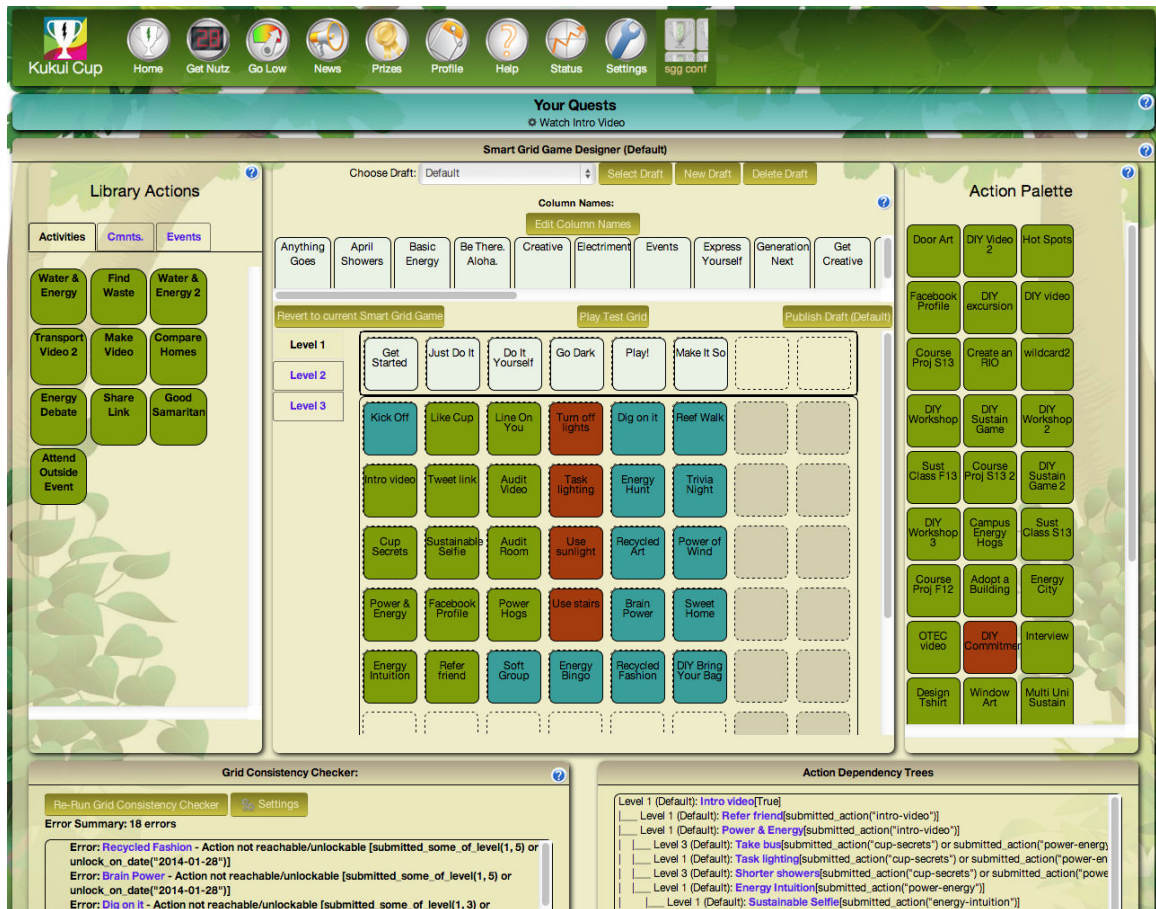 Kukui Cup
Home
Get Nutz
Go Low
News
Prizes
Profile
Help
Status
Settings
sgg conf
Your Quests
Watch Intro Video
Smart Grid Game Designer (Default)
Library Actions
Activities
Cmnts.
Events
Water & Energy
Find Waste
Water & Energy 2
Transport Video 2
Make Video
Compare Homes
Energy Debate
Share Link
Good Samaritan
Attend Outside Event
Choose Draft: Default
Select Draft
New Draft
Delete Draft
Column Names:
Edit Column Names
Anything Goes
April Showers
Basic Energy
Be There. Aloha.
Creative
Electriment
Events
Express Yourself
Generation Next
Get Creative
Revert to current Smart Grid Game
Play Test Grid
Publish Draft (Default)
Level 1
Level 2
Level 3
Get Started
Just Do It
Do It Yourself
Go Dark
Play!
Make It So
Kick Off
Like Cup
Line On You
Turn off lights
Dig on it
Reef Walk
Intro video
Tweet link
Audit Video
Task lighting
Energy Hunt
Trivia Night
Cup Secrets
Sustainable Selfie
Audit Room
Use sunlight
Recycled Art
Power of Wind
Power & Energy
Facebook Profile
Power Hogs
Use stairs
Brain Power
Sweet Home
Energy Intuition
Refer friend
Soft Group
Energy Bingo
Recycled Fashion
DIY Bring Your Bag
Action Palette
Door Art
DIY Video 2
Hot Spots
Facebook Profile
DIY excursion
DIY video
Course Proj S13
Create an RIO
wildcard2
DIY Workshop
DIY Sustain Game
DIY Workshop 2
Sust Class F13
Course Proj S13 2
DIY Sustain Game 2
DIY Workshop 3
Campus Energy Hogs
Sust Class S13
Course Proj F12
Adopt a Building
Energy City
OTEC video
DIY Commitmer
Interview
Design Tshirt
Window Art
Multi Uni Sustain
Grid Consistency Checker:
Re-Run Grid Consistency Checker
Settings
Error Summary: 18 errors
Error: Recycled Fashion - Action not reachable/unlockable [submitted_some_of_level(1, 5) or
unlock_on_date("2014-01-28")]
Error: Brain Power - Action not reachable/unlockable [submitted_some_of_level(1, 5) or
unlock_on_date("2014-01-28")]
Error: Dig on it - Action not reachable/unlockable [submitted_some_of_level(1, 3) or
Action Dependency Trees
Level 1 (Default): Intro video[True]
|___ Level 1 (Default): Refer friend[submitted_action("intro-video")]
|___ Level 1 (Default): Power & Energy[submitted_action("intro-video")]
| |___ Level 3 (Default): Take bus[submitted_action("cup-secrets") or submitted_action("power-energy
| |___ Level 1 (Default): Task lighting[submitted_action("cup-secrets") or submitted_action("power-en
| |___ Level 3 (Default): Shorter showers[submitted_action("cup-secrets") or submitted_action("powe
| |___ Level 1 (Default): Energy Intuition[submitted_action("power-energy")]
| | |___ Level 1 (Default): Sustainable Selfie[submitted_action("energy-intuition")]